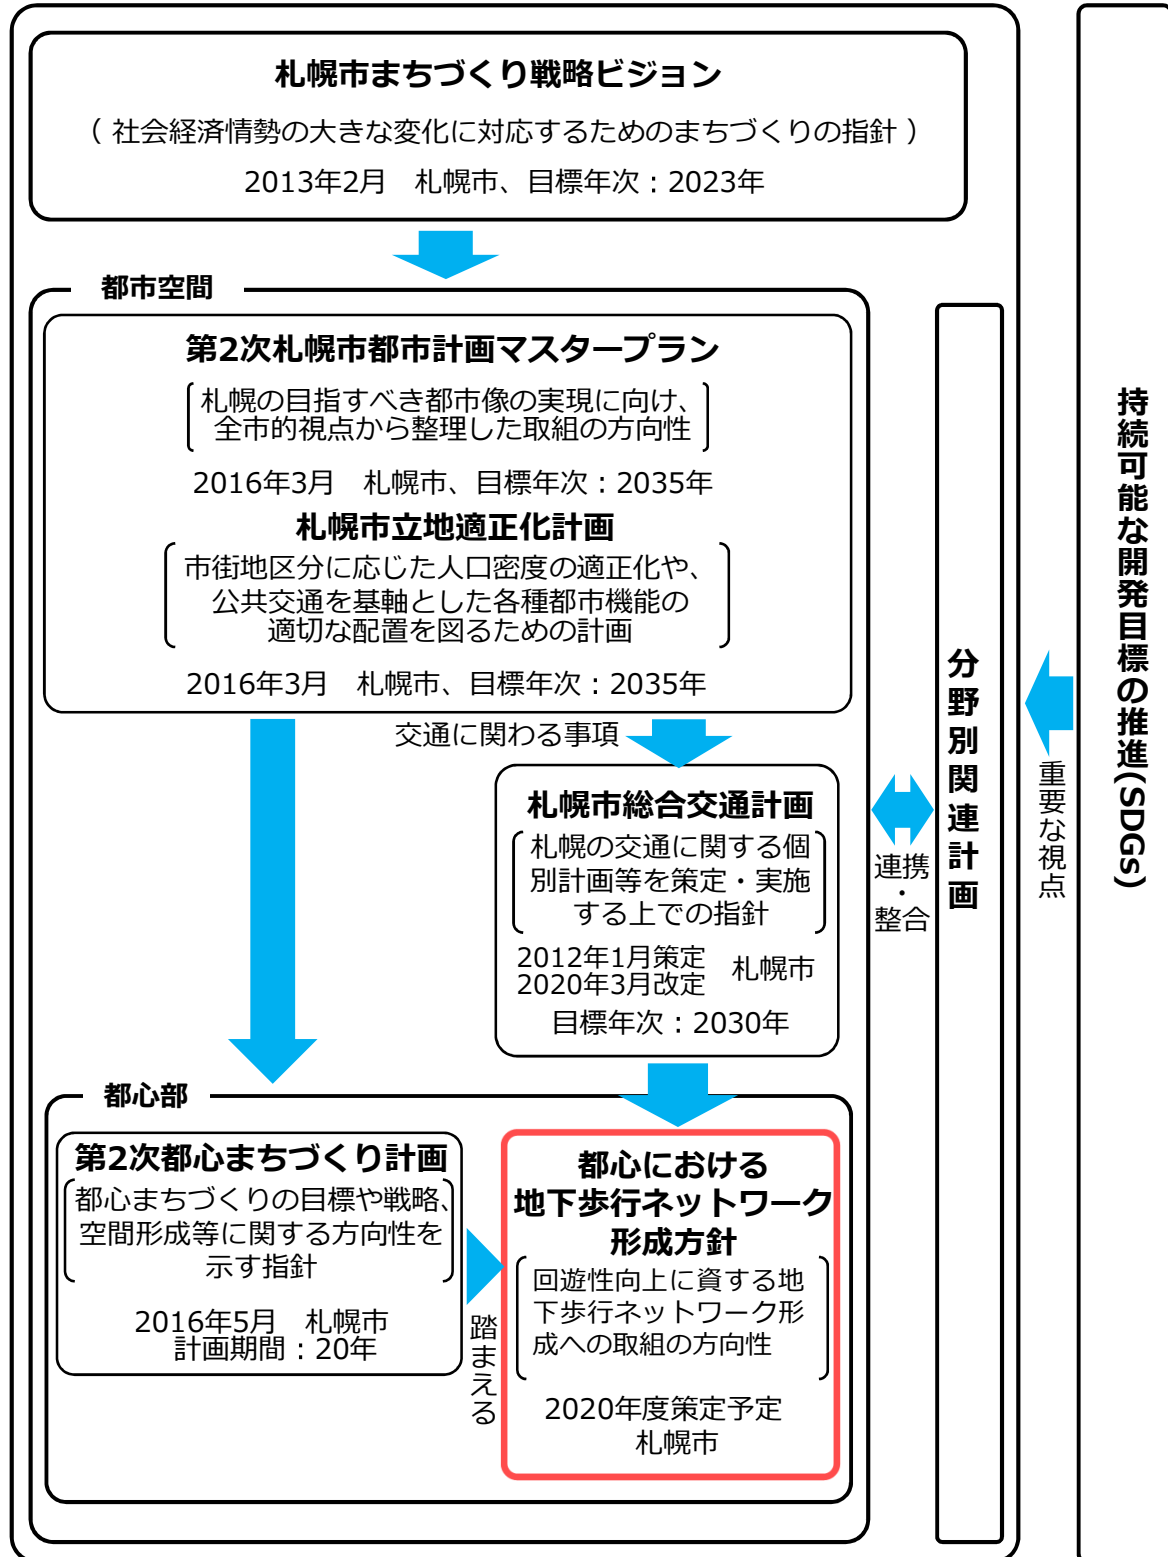 札幌市まちづくり戦略ビジョン
（ 社会経済情勢の大きな変化に対応するためのまちづくりの指針 ）
2013年2月　札幌市、目標年次：2023年
都市空間
第2次札幌市都市計画マスタープラン
札幌の目指すべき都市像の実現に向け、
全市的視点から整理した取組の方向性
2016年3月　札幌市、目標年次：2035年
札幌市立地適正化計画
市街地区分に応じた人口密度の適正化や、
公共交通を基軸とした各種都市機能の
適切な配置を図るための計画
2016年3月　札幌市、目標年次：2035年
交通に関わる事項
札幌市総合交通計画
札幌の交通に関する個
別計画等を策定・実施
する上での指針
2012年1月策定
2020年3月改定
札幌市
目標年次：2030年
連携
・
整合
分野別関連計画
重要な視点
持続可能な開発目標の推進(SDGs)
都心部
第2次都心まちづくり計画
都心まちづくりの目標や戦略、
空間形成等に関する方向性を
示す指針
2016年5月　札幌市
計画期間：20年
踏まえる
都心における
地下歩行ネットワーク
形成方針
回遊性向上に資する地
下歩行ネットワーク形
成への取組の方向性
2020年度策定予定
札幌市